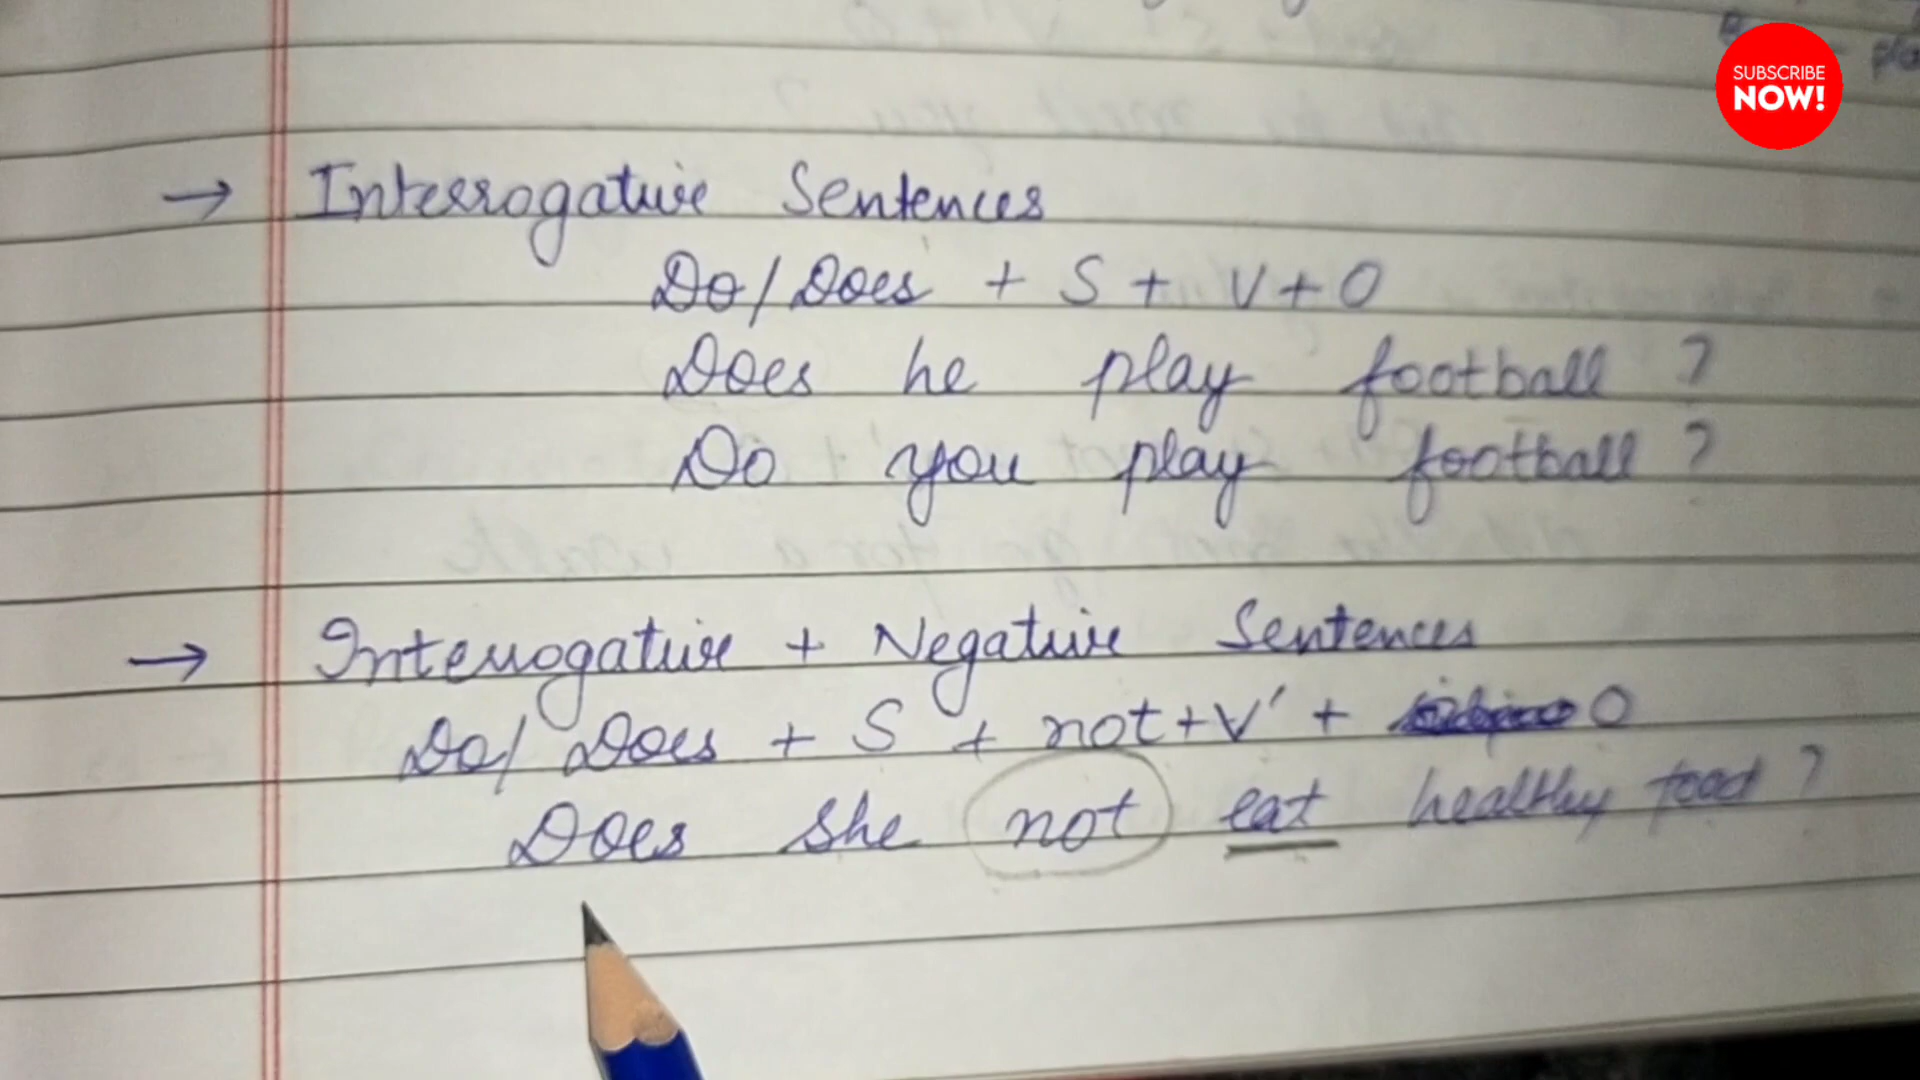 SUBSCRIBE
NOW!
→ Interrogative Sentences
Do/Does + S + V + O
Does he play football ?
Do you play football ?
→ Interrogative + Negative Sentences
Do/ Does + S + not + V' + O
Does she not eat healthy food ?